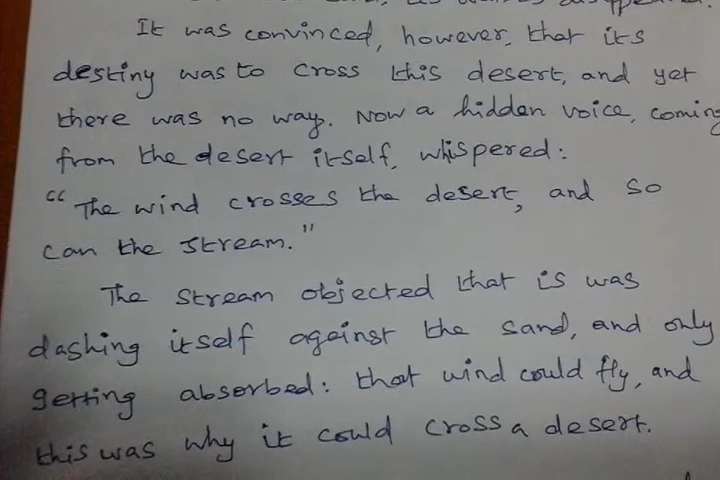 It was convinced, however, that its
destiny was to cross this desert, and yet
there was no way. Now a hidden voice, coming
from the desert itself, whispered:
"The wind crosses the desert, and so
can the stream."
The stream objected that is was
dashing itself against the sand, and only
getting absorbed: that wind could fly, and
this was why it could cross a desert.